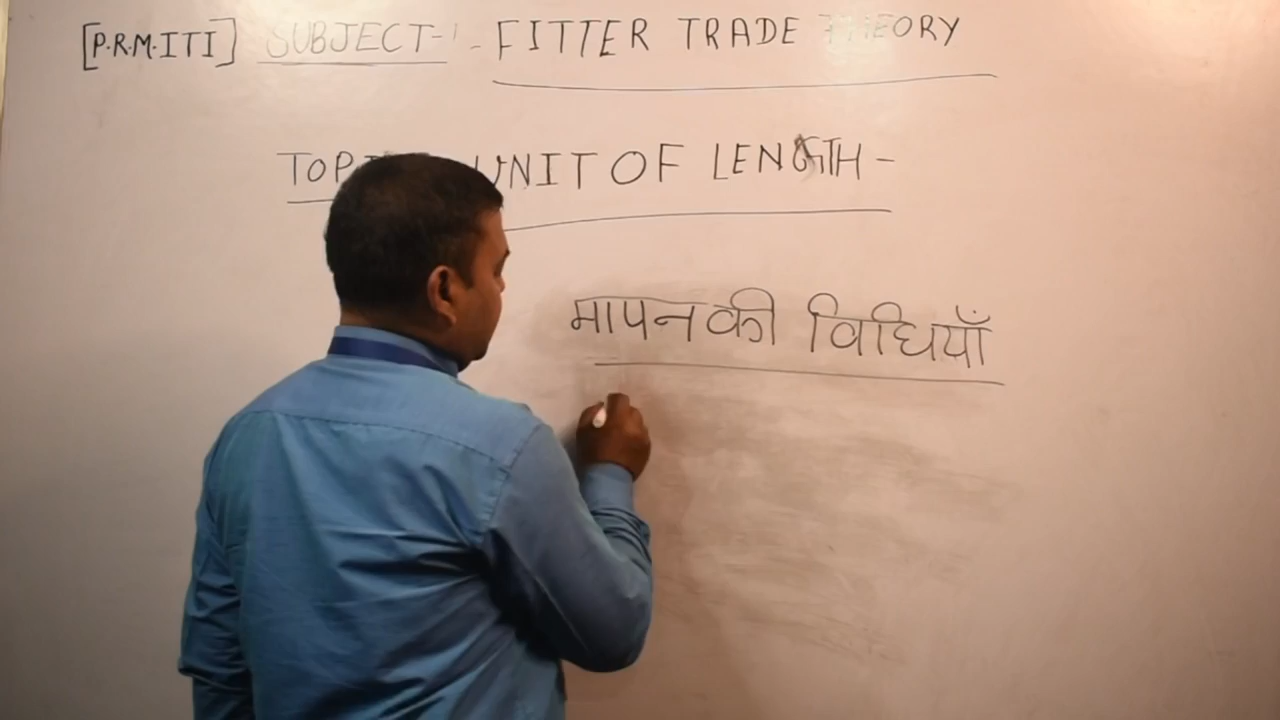 [P.R.M.ITI] SUBJECT- FITTER TRADE THEORY
UNIT OF LENGTH -
मापन की विधियाँ